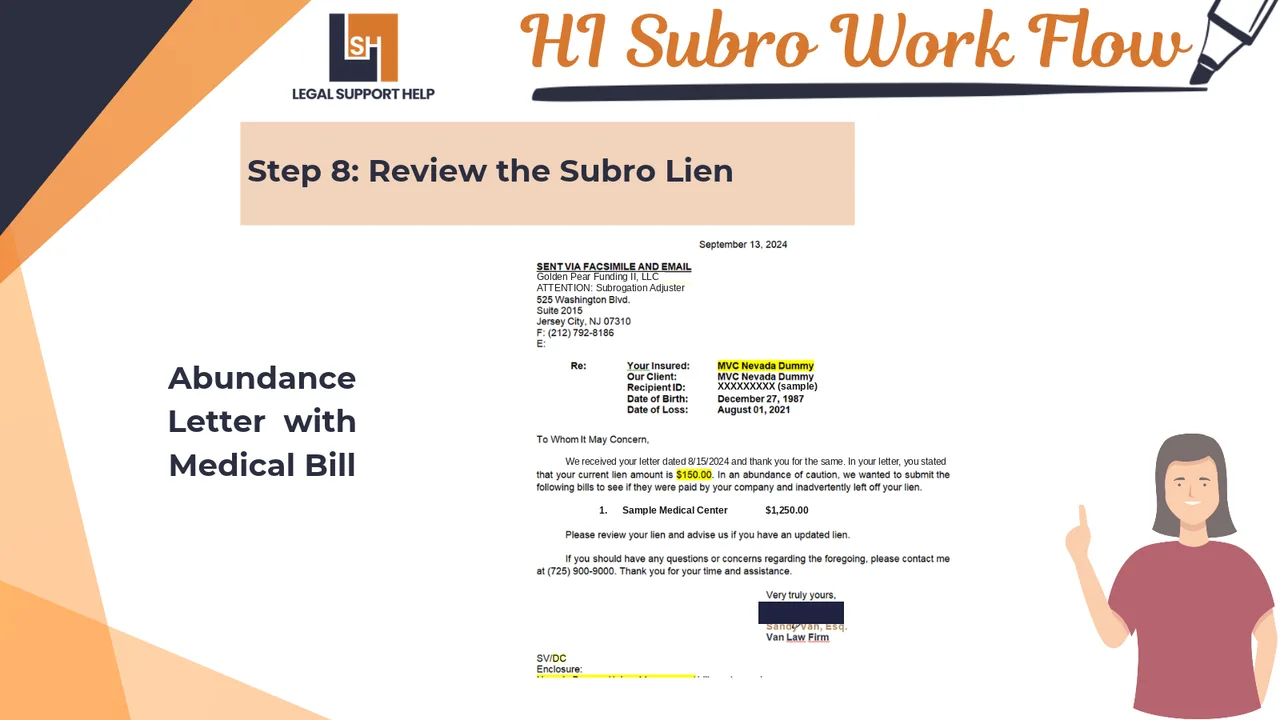 LSH
LEGAL SUPPORT HELP
HI Subro Work Flow
Step 8: Review the Subro Lien
Abundance
Letter with
Medical Bill
September 13, 2024
SENT VIA FACSIMILE AND EMAIL
Golden Pear Funding II, LLC
ATTENTION: Subrogation Adjuster
525 Washington Blvd.
Suite 2015
Jersey City, NJ 07310
F: (212) 792-8186
E:
Re: Your Insured: MVC Nevada Dummy
Our Client: MVC Nevada Dummy
Recipient ID: XXXXXXXXX (sample)
Date of Birth: December 27, 1987
Date of Loss: August 01, 2021
To Whom It May Concern,
We received your letter dated 8/15/2024 and thank you for the same. In your letter, you stated
that your current lien amount is $150.00. In an abundance of caution, we wanted to submit the
following bills to see if they were paid by your company and inadvertently left off your lien.
1. Sample Medical Center $1,250.00
Please review your lien and advise us if you have an updated lien.
If you should have any questions or concerns regarding the foregoing, please contact me
at (725) 900-9000. Thank you for your time and assistance.
Very truly yours,
Sandy Van, Esq.
Van Law Firm
SV/DC
Enclosure: